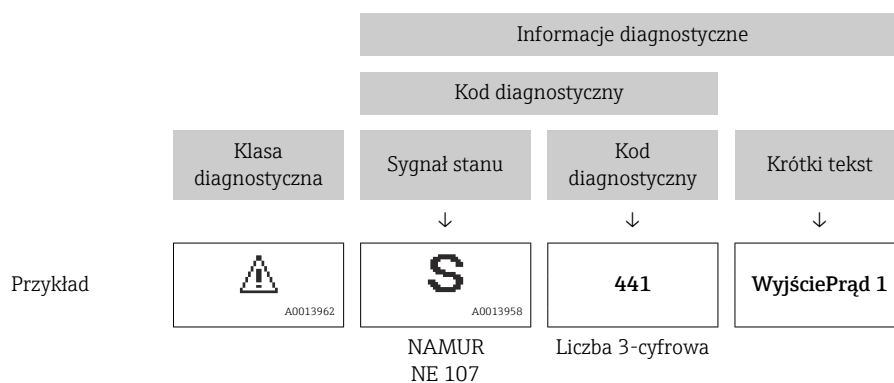 Informacje diagnostyczne
Kod diagnostyczny
Klasa
diagnostyczna
Sygnał stanu
Kod
diagnostyczny
Krótki tekst
Przykład
A0013962
S
A0013958
441
WyjściePrąd 1
NAMUR
NE 107
Liczba 3-cyfrowa